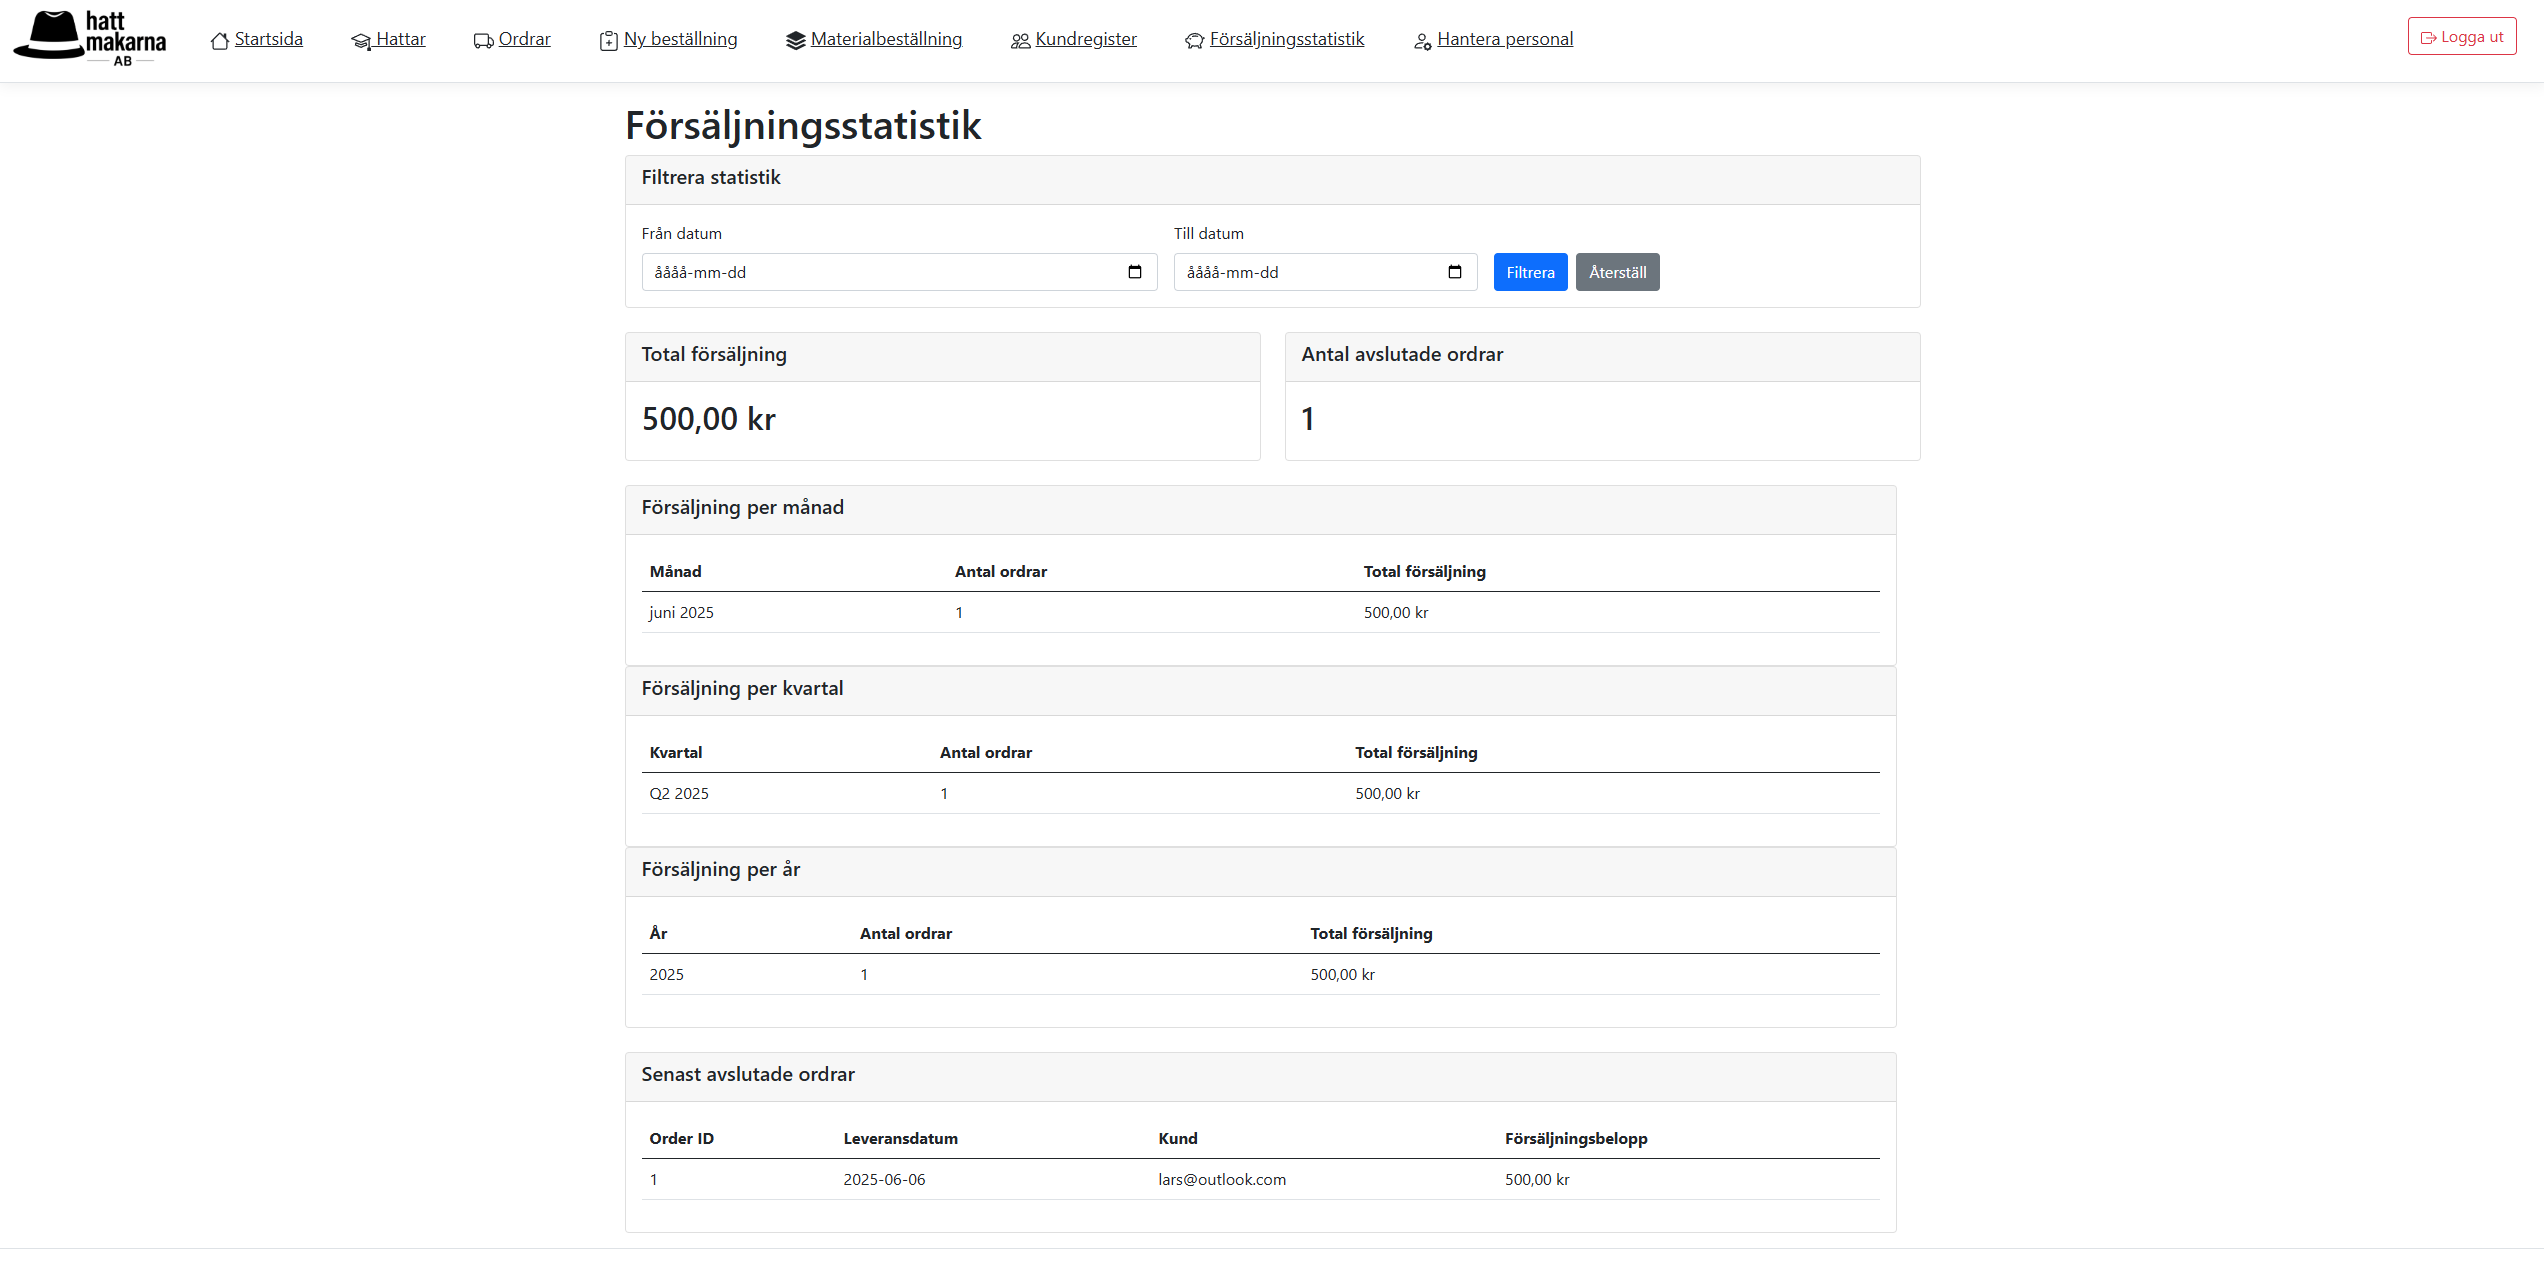 hatt
makarna
AB
Startsida Hattar Ordrar Ny beställning Materialbeställning Kundregister Försäljningsstatistik Hantera personal Logga ut
Försäljningsstatistik
Filtrera statistik
Från datum Till datum
åååå-mm-dd åååå-mm-dd Filtrera Återställ
Total försäljning Antal avslutade ordrar
500,00 kr 1
Försäljning per månad
Månad Antal ordrar Total försäljning
juni 2025 1 500,00 kr
Försäljning per kvartal
Kvartal Antal ordrar Total försäljning
Q2 2025 1 500,00 kr
Försäljning per år
År Antal ordrar Total försäljning
2025 1 500,00 kr
Senast avslutade ordrar
Order ID Leveransdatum Kund Försäljningsbelopp
1 2025-06-06 lars@outlook.com 500,00 kr